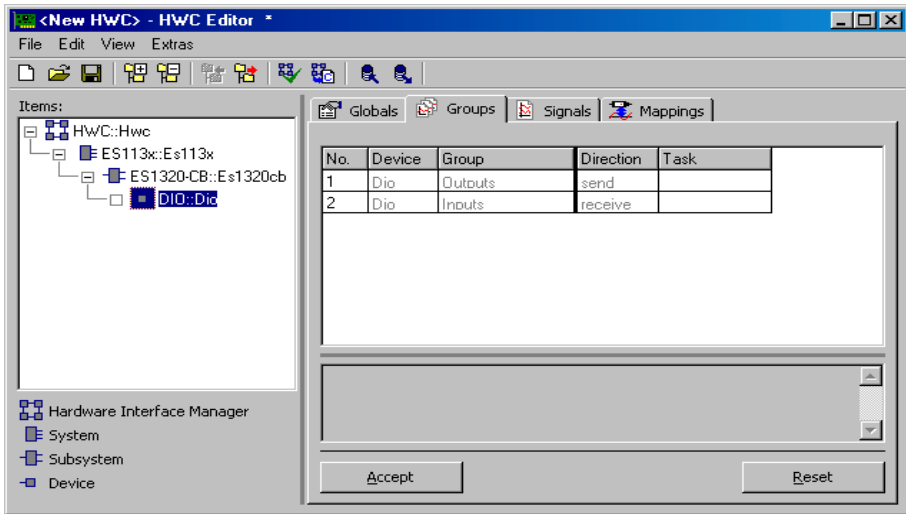 <New HWC> - HWC Editor *
File Edit View Extras
Items:
HWC::Hwc
ES113x::Es113x
ES1320-CB::Es1320cb
DIO::Dio
Hardware Interface Manager
System
Subsystem
Device
Globals Groups Signals Mappings
No. Device Group Direction Task
1 Dio Outputs send
2 Dio Inputs receive
Accept Reset